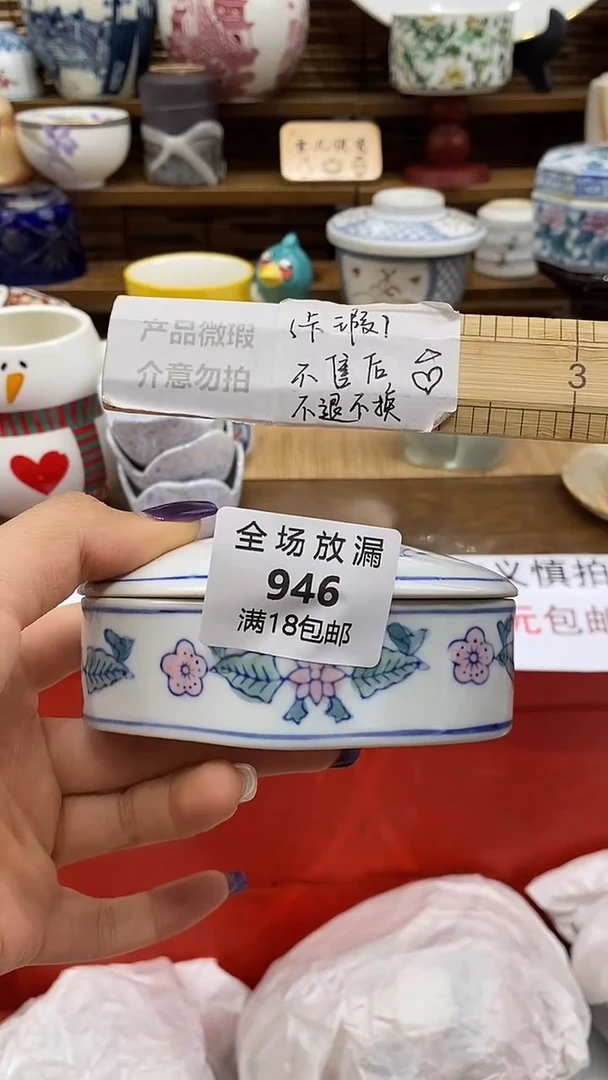 产品微瑕
介意勿拍
(卡瑕)
不售后
不退不换
3
全场放漏
946
满18包邮
义慎拍
元包邮